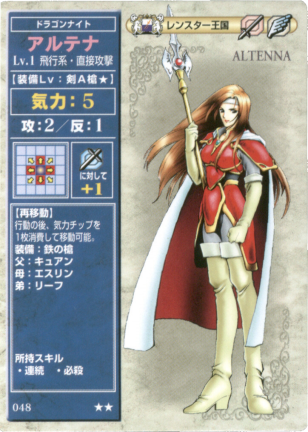 ドラゴンナイト
アルテナ
Lv.1 飛行系・直接攻撃
【装備Lv：剣A槍★】
気力：5
攻：2／反：1
に対して
+1
【再移動】
行動の後、気力チップを
1枚消費して移動可能。
装備：鉄の槍
父：キュアン
母：エスリン
弟：リーフ
所持スキル
・連続 ・必殺
048 ★★
レンスター王国
ALTENNA